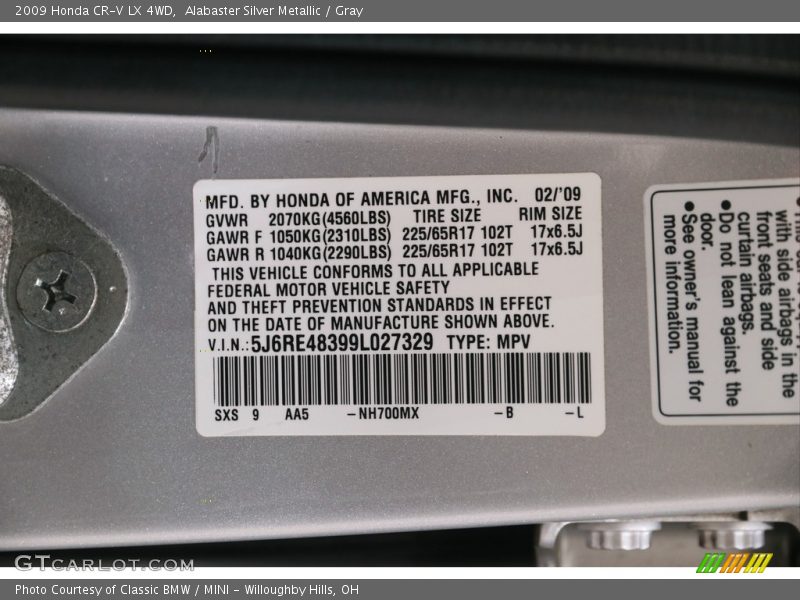 2009 Honda CR-V LX 4WD, Alabaster Silver Metallic / Gray
MFD. BY HONDA OF AMERICA MFG., INC. 02/'09
GVWR 2070KG(4560LBS) TIRE SIZE RIM SIZE
GAWR F 1050KG(2310LBS) 225/65R17 102T 17x6.5J
GAWR R 1040KG(2290LBS) 225/65R17 102T 17x6.5J
THIS VEHICLE CONFORMS TO ALL APPLICABLE
FEDERAL MOTOR VEHICLE SAFETY
AND THEFT PREVENTION STANDARDS IN EFFECT
ON THE DATE OF MANUFACTURE SHOWN ABOVE.
V.I.N.:5J6RE48399L027329 TYPE: MPV
SXS 9 AA5 –NH700MX –B –L
with side airbags in the
front seats and side
curtain airbags.
●Do not lean against the
door.
●See owner's manual for
more information.
GTCARLOT.COM
Photo Courtesy of Classic BMW / MINI - Willoughby Hills, OH